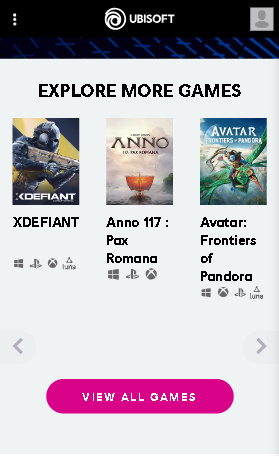 UBISOFT
EXPLORE MORE GAMES
XDEFIANT
ANNO
117: PAX ROMANA
AVATAR
FRONTIERS OF PANDORA
XDEFIANT
Anno 117 :
Pax
Romana
Avatar:
Frontiers
of
Pandora
luna
luna
VIEW ALL GAMES